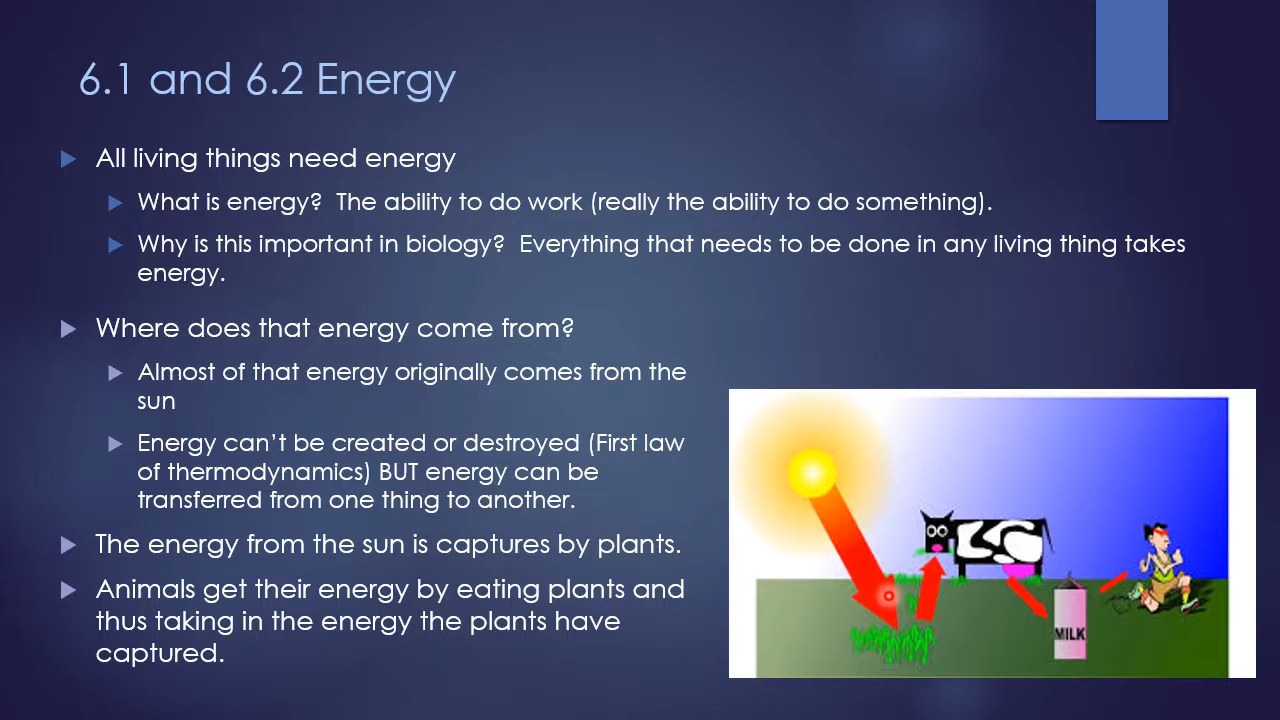 6.1 and 6.2 Energy
All living things need energy
What is energy?  The ability to do work (really the ability to do something).
Why is this important in biology?  Everything that needs to be done in any living thing takes
energy.
Where does that energy come from?
Almost of that energy originally comes from the
sun
Energy can’t be created or destroyed (First law
of thermodynamics) BUT energy can be
transferred from one thing to another.
The energy from the sun is captures by plants.
Animals get their energy by eating plants and
thus taking in the energy the plants have
captured.
MILK